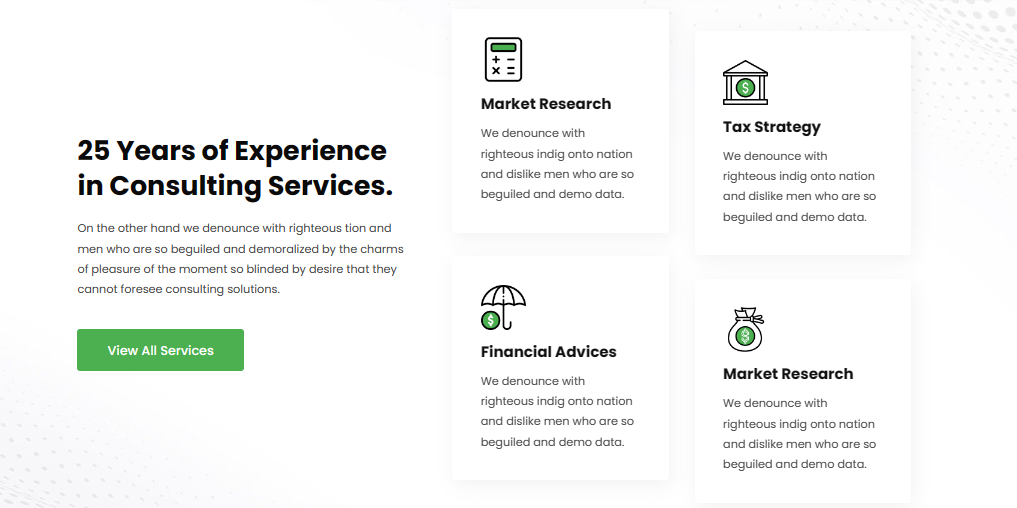 25 Years of Experience
in Consulting Services.
On the other hand we denounce with righteous tion and
men who are so beguiled and demoralized by the charms
of pleasure of the moment so blinded by desire that they
cannot foresee consulting solutions.
View All Services
Market Research
We denounce with
righteous indig onto nation
and dislike men who are so
beguiled and demo data.
Tax Strategy
We denounce with
righteous indig onto nation
and dislike men who are so
beguiled and demo data.
Financial Advices
We denounce with
righteous indig onto nation
and dislike men who are so
beguiled and demo data.
Market Research
We denounce with
righteous indig onto nation
and dislike men who are so
beguiled and demo data.